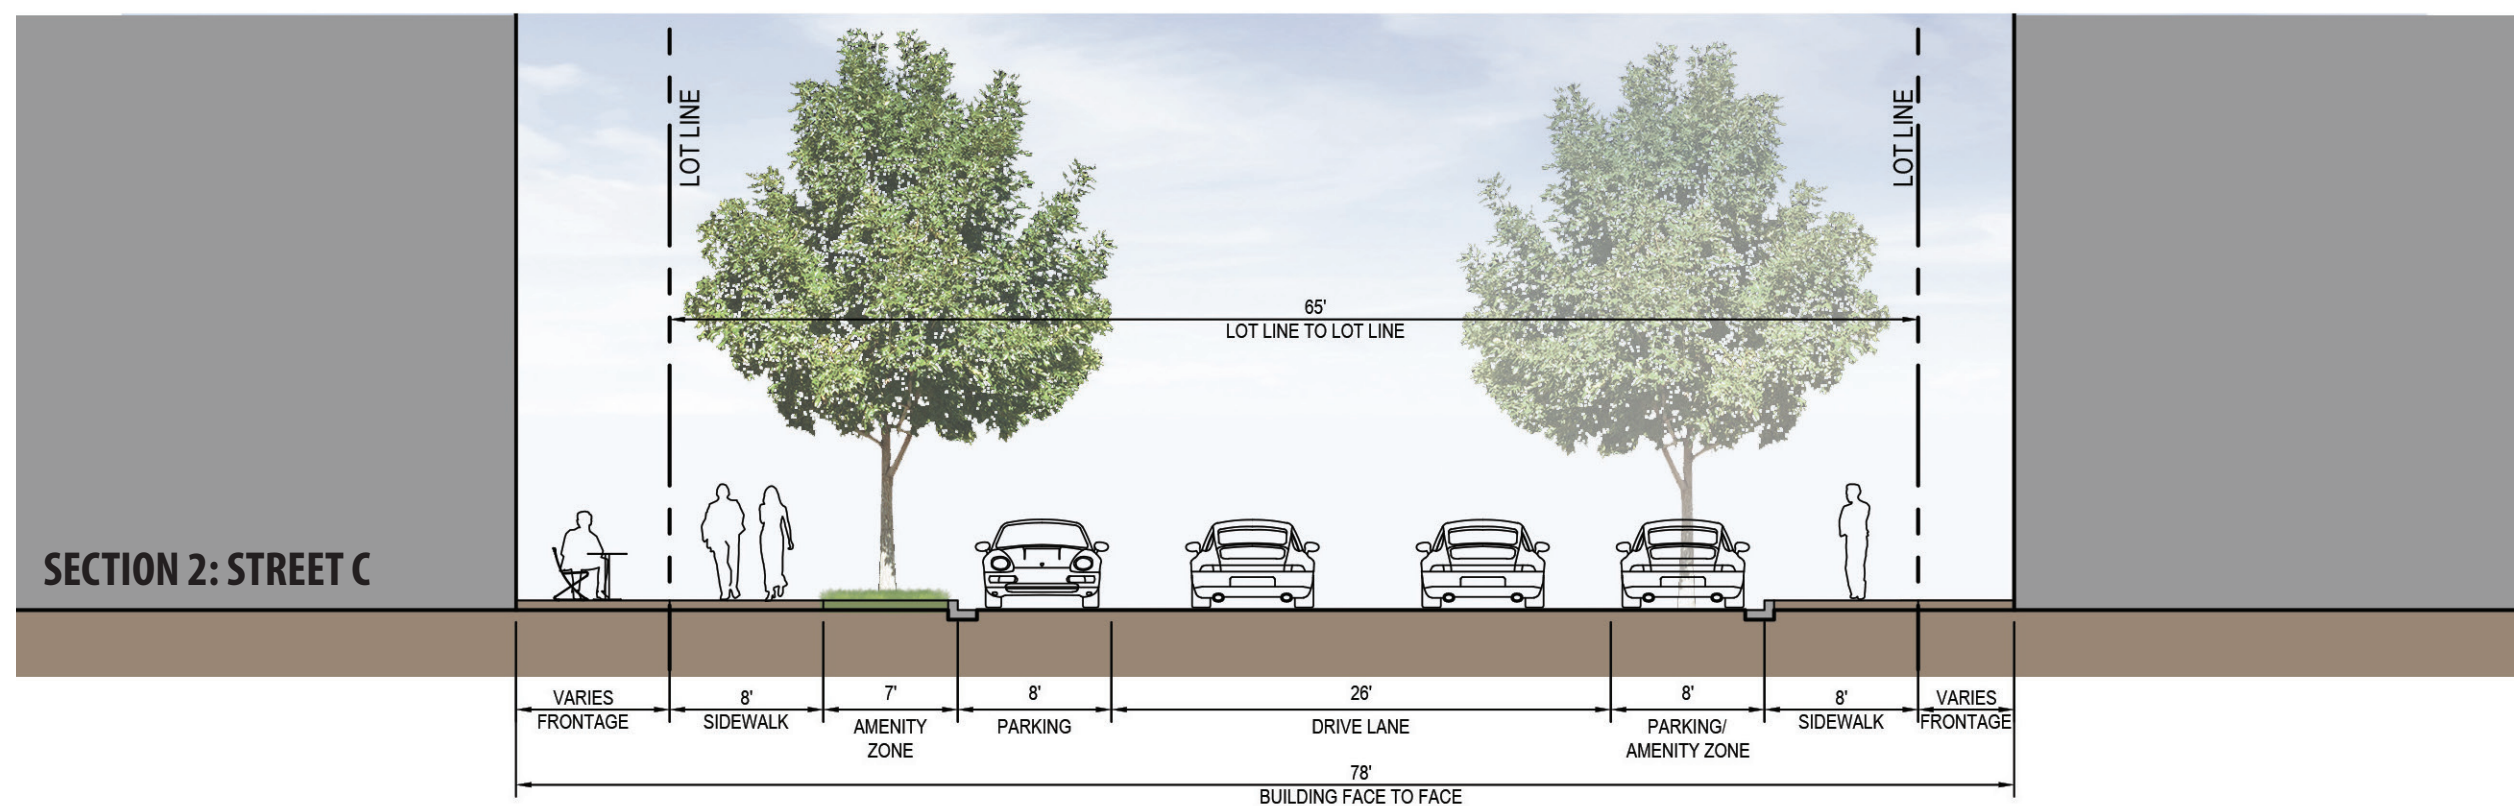 LOT LINE
LOT LINE
65'
LOT LINE TO LOT LINE
SECTION 2: STREET C
VARIES
FRONTAGE
8'
SIDEWALK
7'
AMENITY
ZONE
8'
PARKING
26'
DRIVE LANE
8'
PARKING/
AMENITY ZONE
8'
SIDEWALK
VARIES
FRONTAGE
78'
BUILDING FACE TO FACE